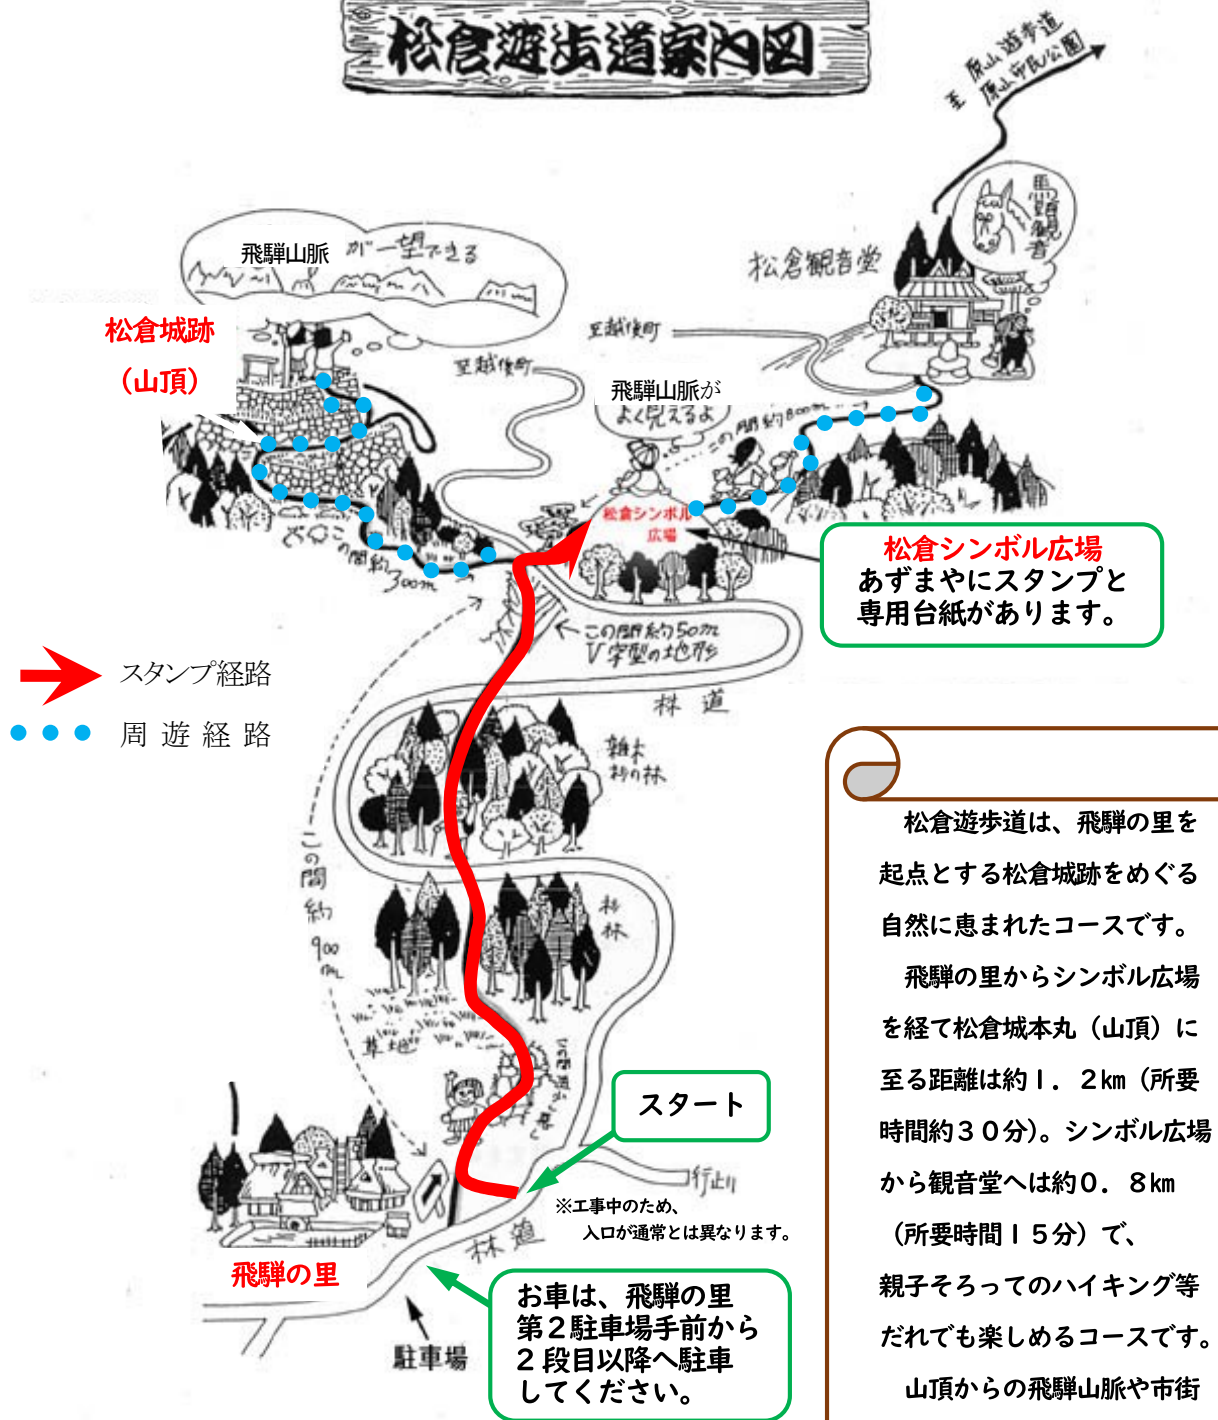 松倉遊歩道案内図
原山遊歩道
至 原山市民公園
馬頭観音
松倉観音堂
飛騨山脈 が一望できる
松倉城跡
（山頂）
至越後町
至越後町
飛騨山脈が
よく見えるよ
この間約800m
松倉シンボル
広場
松倉シンボル広場
あずまやにスタンプと
専用台紙があります。
この間約300m
この間約50m
V字型の地形
スタンプ経路
周遊経路
林道
雑木
杉の林
この間約900m
杉林
草地
スタート
行止り
※工事中のため、
入口が通常とは異なります。
林道
飛騨の里
お車は、飛騨の里
第２駐車場手前から
２段目以降へ駐車
してください。
駐車場
松倉遊歩道は、飛騨の里を
起点とする松倉城跡をめぐる
自然に恵まれたコースです。
飛騨の里からシンボル広場
を経て松倉城本丸（山頂）に
至る距離は約１．２㎞（所要
時間約３０分）。シンボル広場
から観音堂へは約０．８㎞
（所要時間１５分）で、
親子そろってのハイキング等
だれでも楽しめるコースです。
山頂からの飛騨山脈や市街